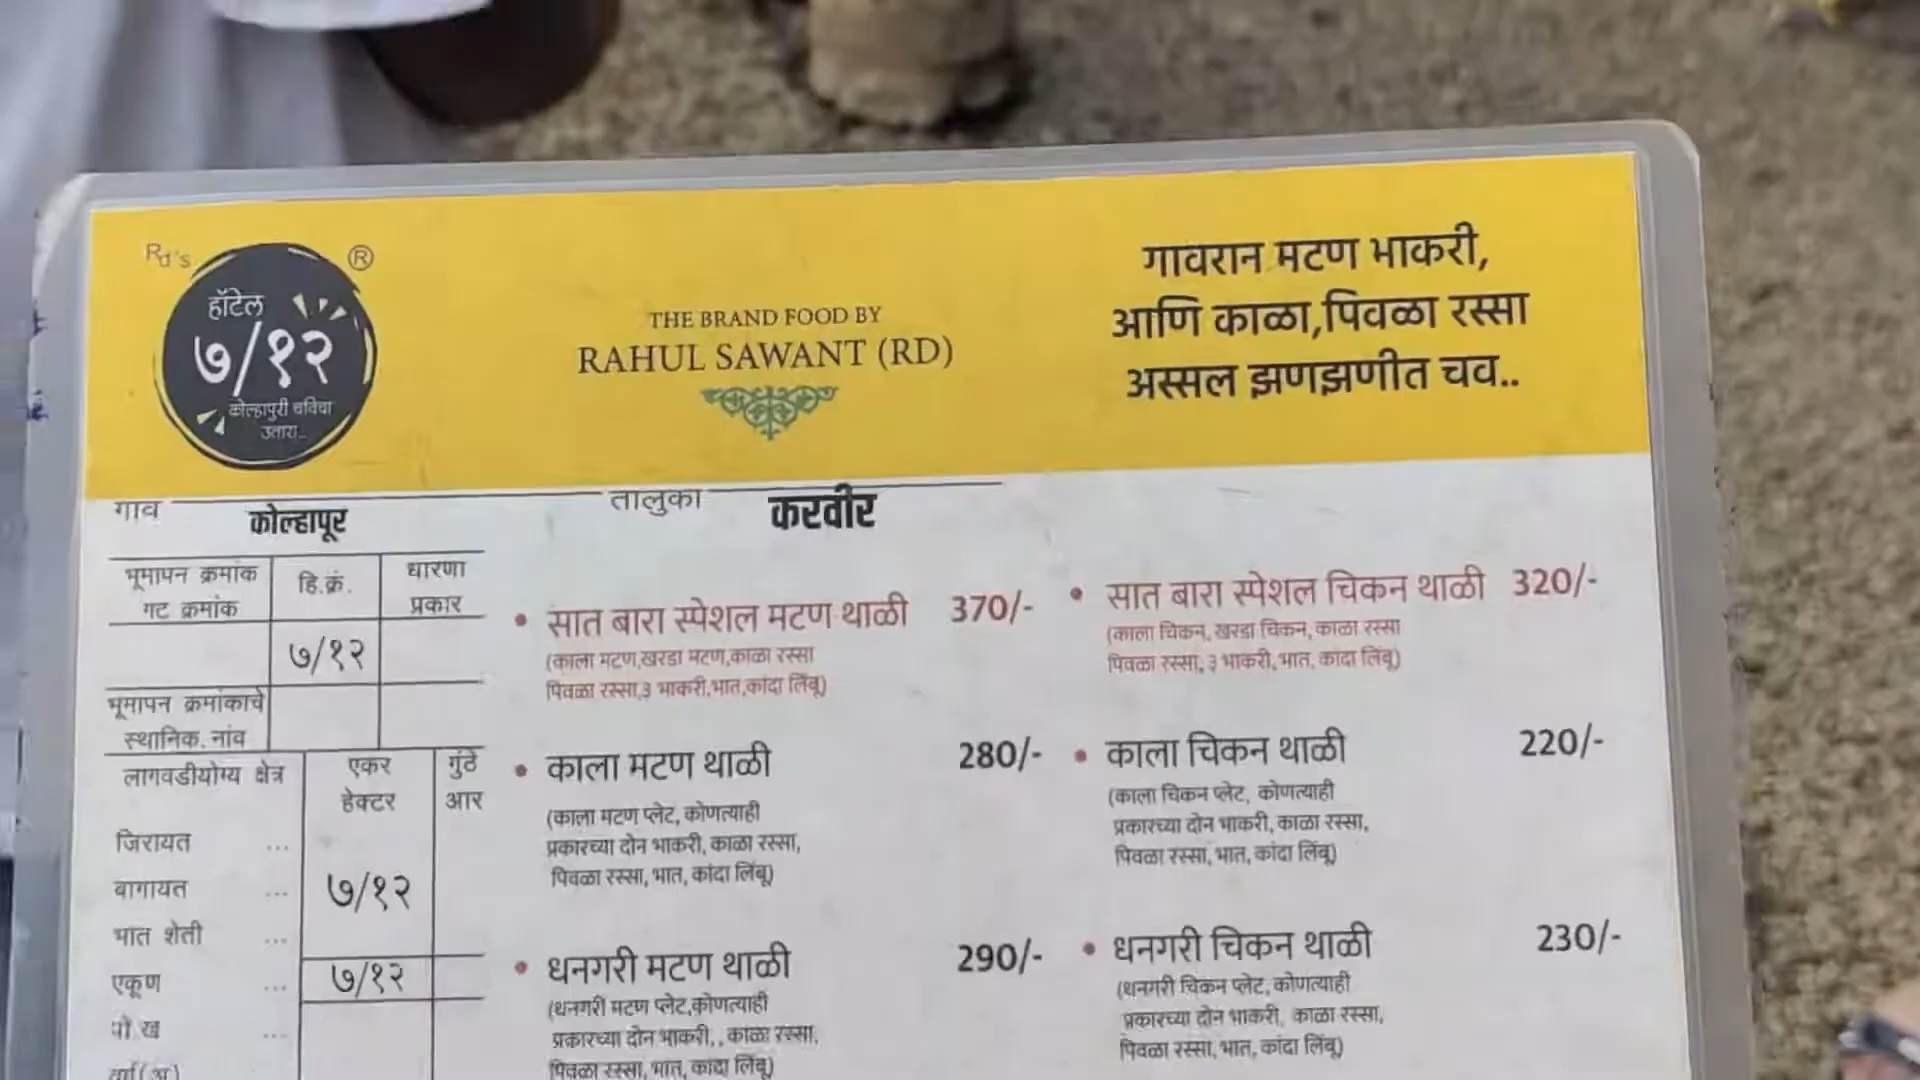 Rd's
®
हॉटेल
७/१२
कोल्हापुरी चविचा
उतारा..
THE BRAND FOOD BY
RAHUL SAWANT (RD)
गावरान मटण भाकरी,
आणि काळा,पिवळा रस्सा
अस्सल झणझणीत चव..
गाव कोल्हापूर तालुका करवीर
भूमापन क्रमांक
गट क्रमांक
हि.क्रं.
धारणा
प्रकार
७/१२
भूमापन क्रमांकाचे
स्थानिक. नांव
लागवडीयोग्य क्षेत्र
एकर
हेक्टर
गुंठे
आर
जिरायत ...
बागायत ...
७/१२
भात शेती ...
एकूण ...
७/१२
पो ख ...
वर्ग (अ)
• सात बारा स्पेशल मटण थाळी 370/-
(काला मटण,खरडा मटण,काळा रस्सा
पिवळा रस्सा,३ भाकरी,भात,कांदा लिंबू)
• काला मटण थाळी 280/-
(काला मटण प्लेट, कोणत्याही
प्रकारच्या दोन भाकरी, काळा रस्सा,
पिवळा रस्सा, भात, कांदा लिंबू)
• धनगरी मटण थाळी 290/-
(धनगरी मटण प्लेट,कोणत्याही
प्रकारच्या दोन भाकरी, , काळा रस्सा,
पिवळा रस्सा, भात, कांदा लिंबू)
• सात बारा स्पेशल चिकन थाळी 320/-
(काला चिकन, खरडा चिकन, काळा रस्सा
पिवळा रस्सा, ३ भाकरी, भात, कांदा लिंबू)
• काला चिकन थाळी 220/-
(काला चिकन प्लेट, कोणत्याही
प्रकारच्या दोन भाकरी, काळा रस्सा,
पिवळा रस्सा, भात, कांदा लिंबू)
• धनगरी चिकन थाळी 230/-
(धनगरी चिकन प्लेट, कोणत्याही
प्रकारच्या दोन भाकरी, काळा रस्सा,
पिवळा रस्सा, भात, कांदा लिंबू)